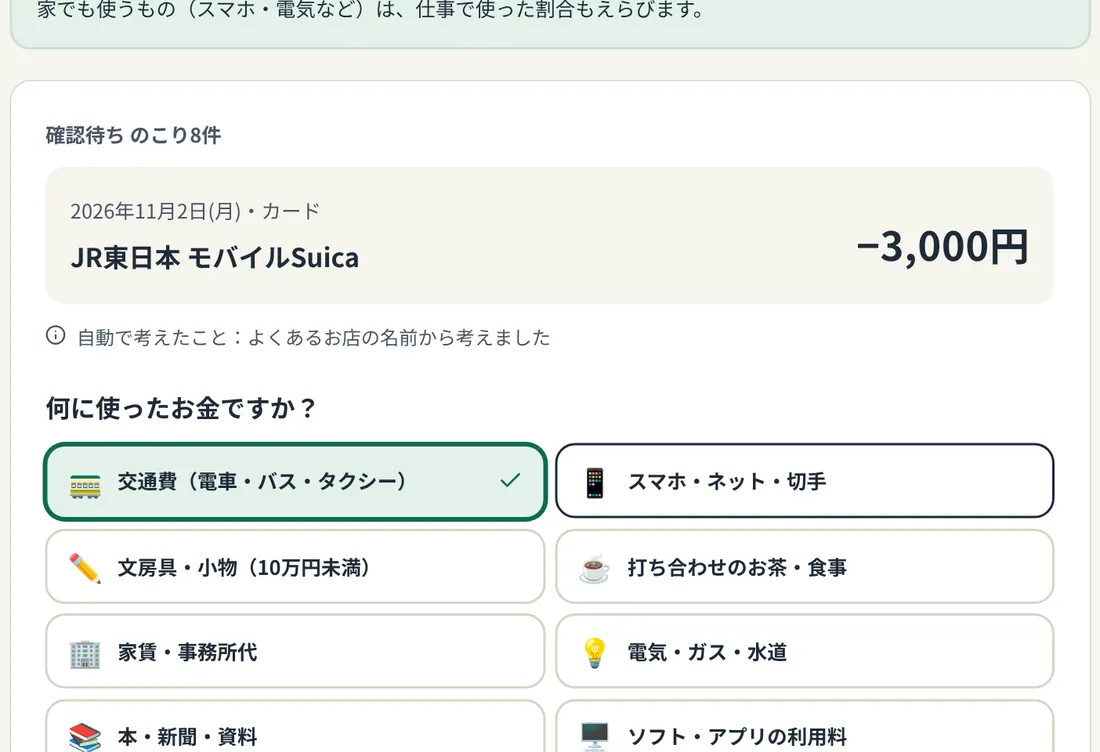 家でも使うもの（スマホ・電気など）は、仕事で使った割合もえらびます。
確認待ち のこり8件
2026年11月2日(月)・カード
JR東日本 モバイルSuica
−3,000円
自動で考えたこと：よくあるお店の名前から考えました
何に使ったお金ですか？
交通費（電車・バス・タクシー）
スマホ・ネット・切手
文房具・小物（10万円未満）
打ち合わせのお茶・食事
家賃・事務所代
電気・ガス・水道
本・新聞・資料
ソフト・アプリの利用料